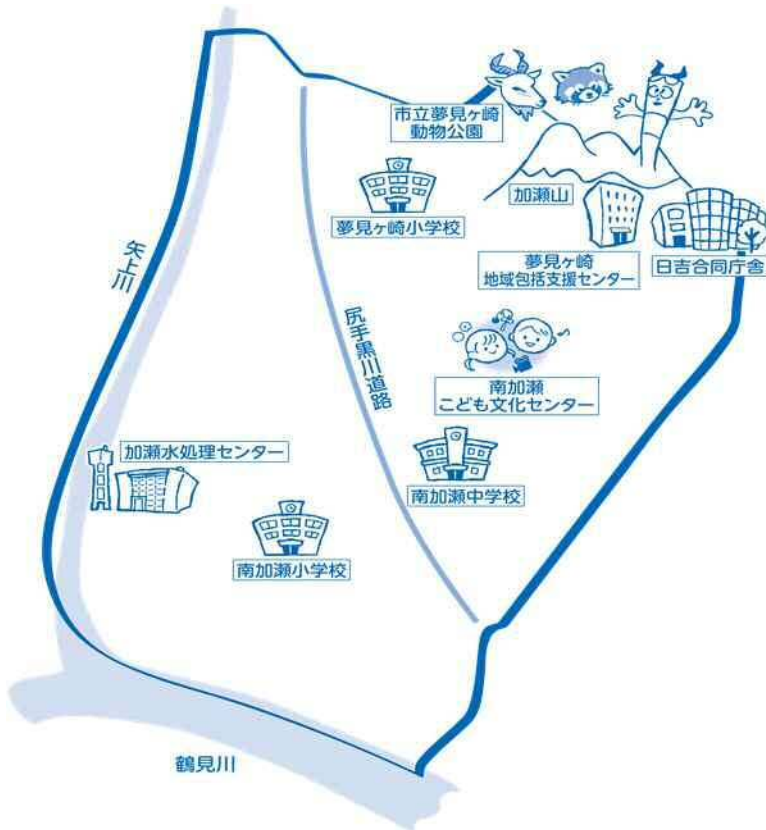 市立夢見ヶ崎
動物公園
加瀬山
夢見ヶ崎小学校
夢見ヶ崎
地域包括支援センター
日吉合同庁舎
矢上川
尻手黒川道路
南加瀬
こども文化センター
加瀬水処理センター
南加瀬中学校
南加瀬小学校
鶴見川